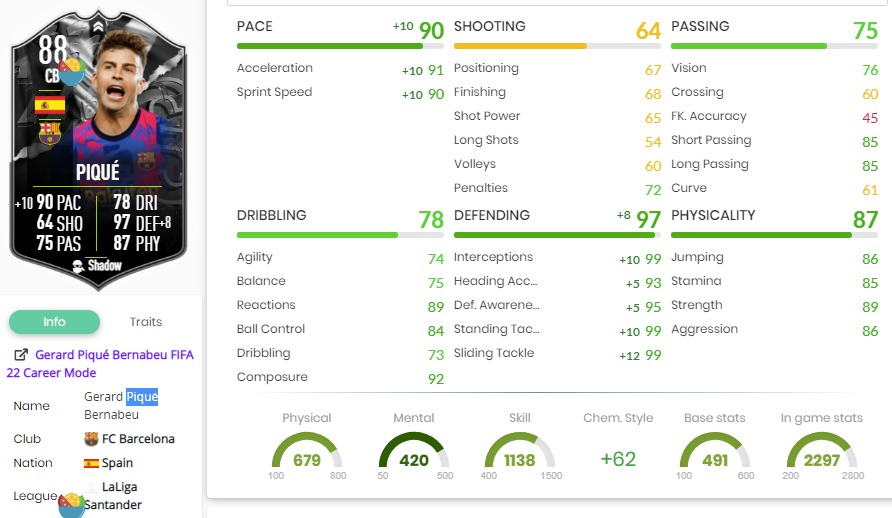 88
CB
PIQUÉ
+10 90 PAC 78 DRI
64 SHO 97 DEF+8
75 PAS 87 PHY
Shadow
Info Traits
Gerard Piqué Bernabeu FIFA
22 Career Mode
Name Gerard Piqué
Bernabeu
Club FC Barcelona
Nation Spain
League LaLiga
Santander
PACE +10 90
Acceleration +10 91
Sprint Speed +10 90
SHOOTING 64
Positioning 67
Finishing 68
Shot Power 65
Long Shots 54
Volleys 60
Penalties 72
PASSING 75
Vision 76
Crossing 60
FK. Accuracy 45
Short Passing 85
Long Passing 85
Curve 61
DRIBBLING 78
Agility 74
Balance 75
Reactions 89
Ball Control 84
Dribbling 73
Composure 92
DEFENDING +8 97
Interceptions +10 99
Heading Acc... +5 93
Def. Awarene... +5 95
Standing Tac... +10 99
Sliding Tackle +12 99
PHYSICALITY 87
Jumping 86
Stamina 85
Strength 89
Aggression 86
Physical Mental Skill Chem. Style Base stats In game stats
679 420 1138 +62 491 2297
100 800 50 500 400 1500 100 600 200 2800